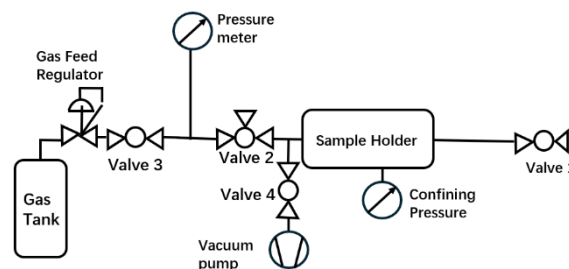 Pressure
meter
Gas Feed
Regulator
Sample Holder
Valve 3
Valve 2
Valve 1
Valve 4
Gas
Tank
Confining
Pressure
Vacuum
pump